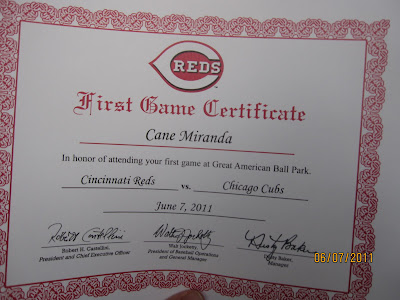 REDS
First Game Certificate
Cane Miranda
In honor of attending your first game at Great American Ball Park.
Cincinnati Reds vs. Chicago Cubs
June 7, 2011
Robert H. Castellini, Walt Jocketty, Dusty Baker,
President and Chief Executive Officer President of Baseball Operations Manager
and General Manager
06/07/2011